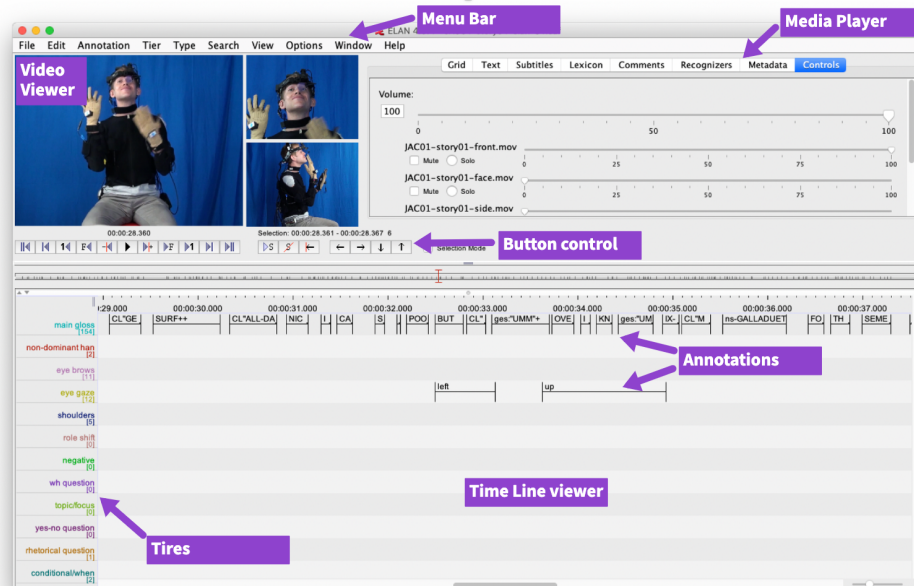 Menu Bar
Media Player
ELAN 4
File Edit Annotation Tier Type Search View Options Window Help
Video
Viewer
Grid Text Subtitles Lexicon Comments Recognizers Metadata Controls
Volume:
100
0 50 100
JAC01-story01-front.mov
Mute Solo
0 25 50 75 100
JAC01-story01-face.mov
Mute Solo
0 25 50 75 100
JAC01-story01-side.mov
00:00:28.360
Selection: 00:00:28.361 - 00:00:28.367 6
Button control
Selection Mode
:29.000 00:00:30.000 00:00:31.000 00:00:32.000 00:00:33.000 00:00:34.000 00:00:35.000 00:00:36.000 00:00:37.000
main gloss
[154]
CL"GE SURF++ CL"ALL-DA NIC I CA S POO BUT CL" ges:"UMM"+ OVE I KN ges:"UM IX- CL"M ns-GALLADUET FO TH SEME
non-dominant han
[2]
Annotations
eye brows
[11]
eye gaze
[12]
left up
shoulders
[5]
role shift
[0]
negative
[0]
wh question
[0]
Time Line viewer
topic/focus
[0]
yes-no question
[0]
Tires
rhetorical question
[1]
conditional/when
[2]